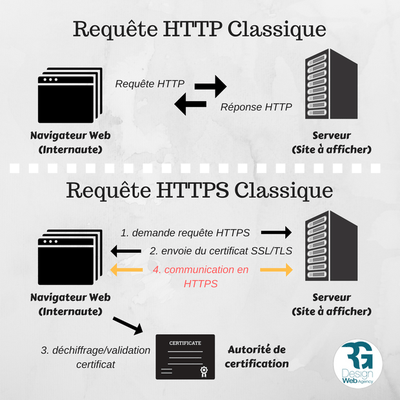 Requête HTTP Classique
Requête HTTP
Réponse HTTP
Navigateur Web
(Internaute)
Serveur
(Site à afficher)
Requête HTTPS Classique
1. demande requête HTTPS
2. envoie du certificat SSL/TLS
4. communication en
HTTPS
Navigateur Web
(Internaute)
Serveur
(Site à afficher)
3. déchiffrage/validation
certificat
CERTIFICATE
Autorité de
certification
RG
Design
Web Agency